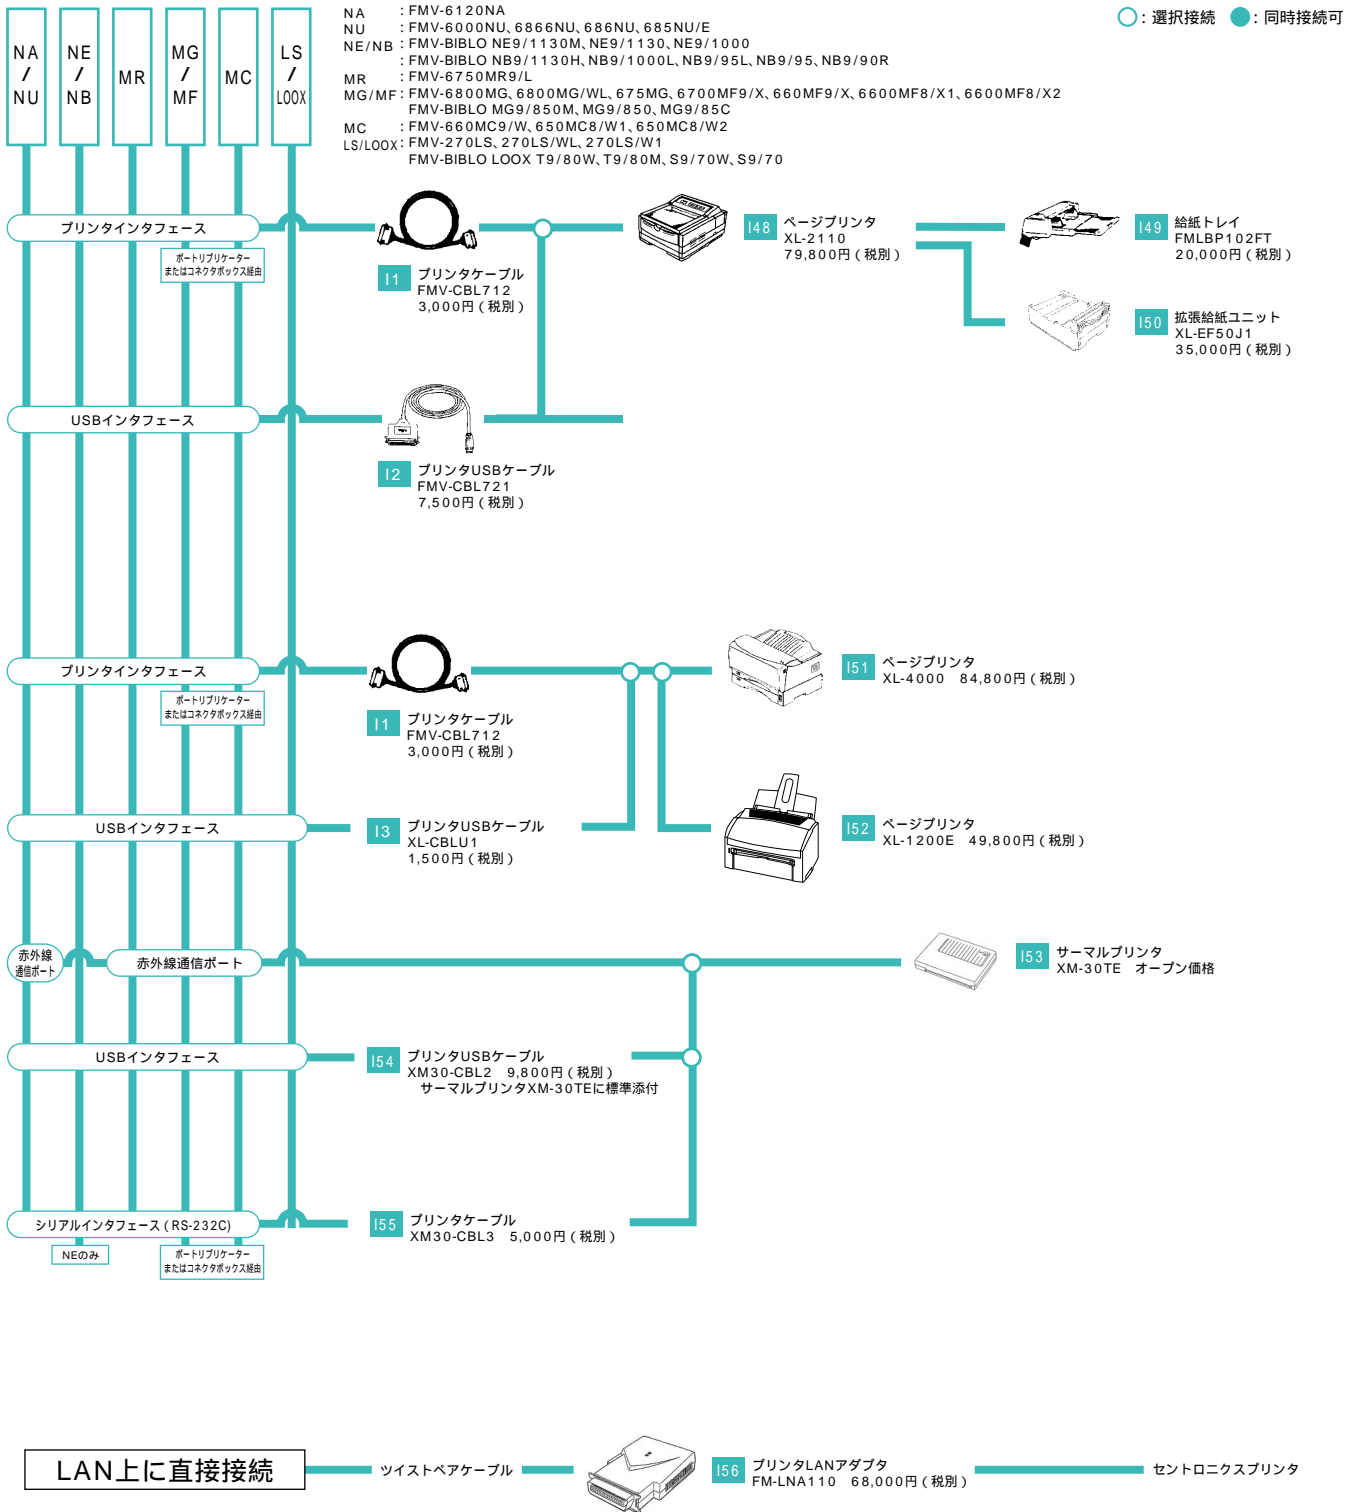 NA
/
NU
NE
/
NB
MR
MG
/
MF
MC
LS
/
LOOX
NA : FMV-6120NA
NU : FMV-6000NU、6866NU、686NU、685NU/E
NE/NB : FMV-BIBLO NE9/1130M、NE9/1130、NE9/1000
: FMV-BIBLO NB9/1130H、NB9/1000L、NB9/95L、NB9/95、NB9/90R
MR : FMV-6750MR9/L
MG/MF : FMV-6800MG、6800MG/WL、675MG、6700MF9/X、660MF9/X、6600MF8/X1、6600MF8/X2
FMV-BIBLO MG9/850M、MG9/850、MG9/85C
MC : FMV-660MC9/W、650MC8/W1、650MC8/W2
LS/LOOX : FMV-270LS、270LS/WL、270LS/W1
FMV-BIBLO LOOX T9/80W、T9/80M、S9/70W、S9/70
○ : 選択接続 ● : 同時接続可
プリンタインタフェース
ポートリプリケーター
またはコネクタボックス経由
I1 プリンタケーブル
FMV-CBL712
3,000円(税別)
I48 ページプリンタ
XL-2110
79,800円(税別)
I49 給紙トレイ
FMLBP102FT
20,000円(税別)
I50 拡張給紙ユニット
XL-EF50J1
35,000円(税別)
USBインタフェース
I2 プリンタUSBケーブル
FMV-CBL721
7,500円(税別)
プリンタインタフェース
ポートリプリケーター
またはコネクタボックス経由
I1 プリンタケーブル
FMV-CBL712
3,000円(税別)
I51 ページプリンタ
XL-4000 84,800円(税別)
USBインタフェース
I3 プリンタUSBケーブル
XL-CBLU1
1,500円(税別)
I52 ページプリンタ
XL-1200E 49,800円(税別)
赤外線
通信ポート
赤外線通信ポート
I53 サーマルプリンタ
XM-30TE オープン価格
USBインタフェース
I54 プリンタUSBケーブル
XM30-CBL2 9,800円(税別)
サーマルプリンタXM-30TEに標準添付
シリアルインタフェース(RS-232C)
NEのみ
ポートリプリケーター
またはコネクタボックス経由
I55 プリンタケーブル
XM30-CBL3 5,000円(税別)
LAN上に直接接続
ツイストペアケーブル
I56 プリンタLANアダプタ
FM-LNA110 68,000円(税別)
セントロニクスプリンタ